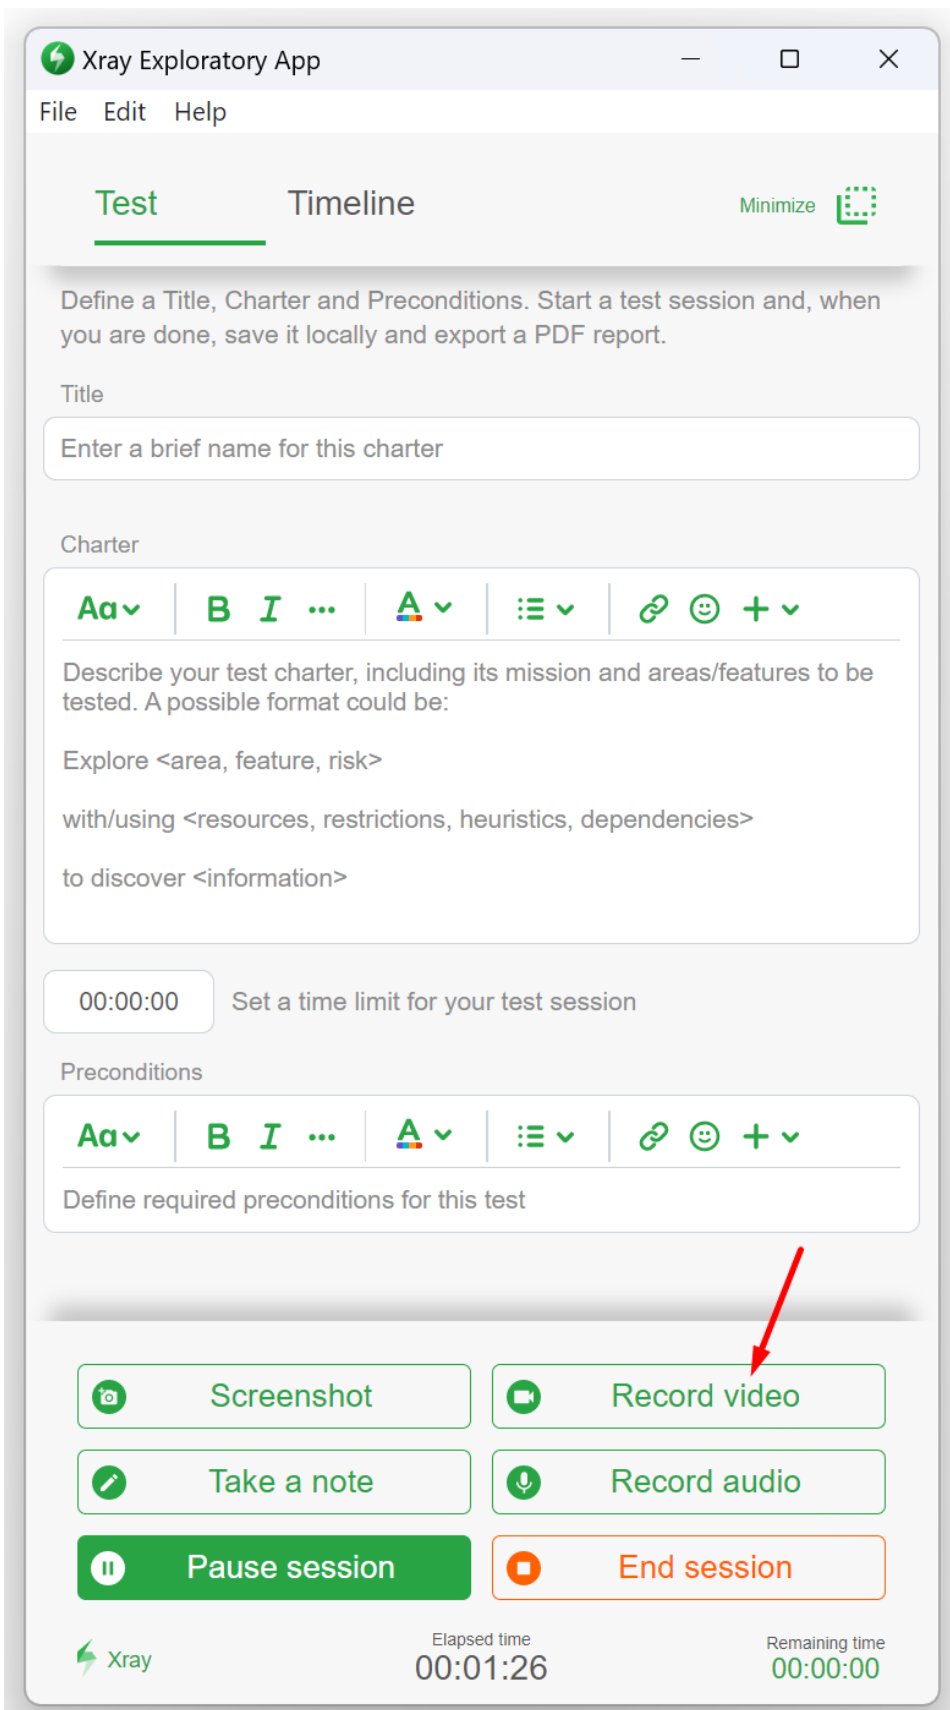 Xray Exploratory App
File Edit Help
Test Timeline Minimize
Define a Title, Charter and Preconditions. Start a test session and, when
you are done, save it locally and export a PDF report.
Title
Enter a brief name for this charter
Charter
Aa B I ... A
Describe your test charter, including its mission and areas/features to be
tested. A possible format could be:
Explore <area, feature, risk>
with/using <resources, restrictions, heuristics, dependencies>
to discover <information>
00:00:00 Set a time limit for your test session
Preconditions
Aa B I ... A
Define required preconditions for this test
Screenshot Record video
Take a note Record audio
Pause session End session
Xray Elapsed time Remaining time
00:01:26 00:00:00